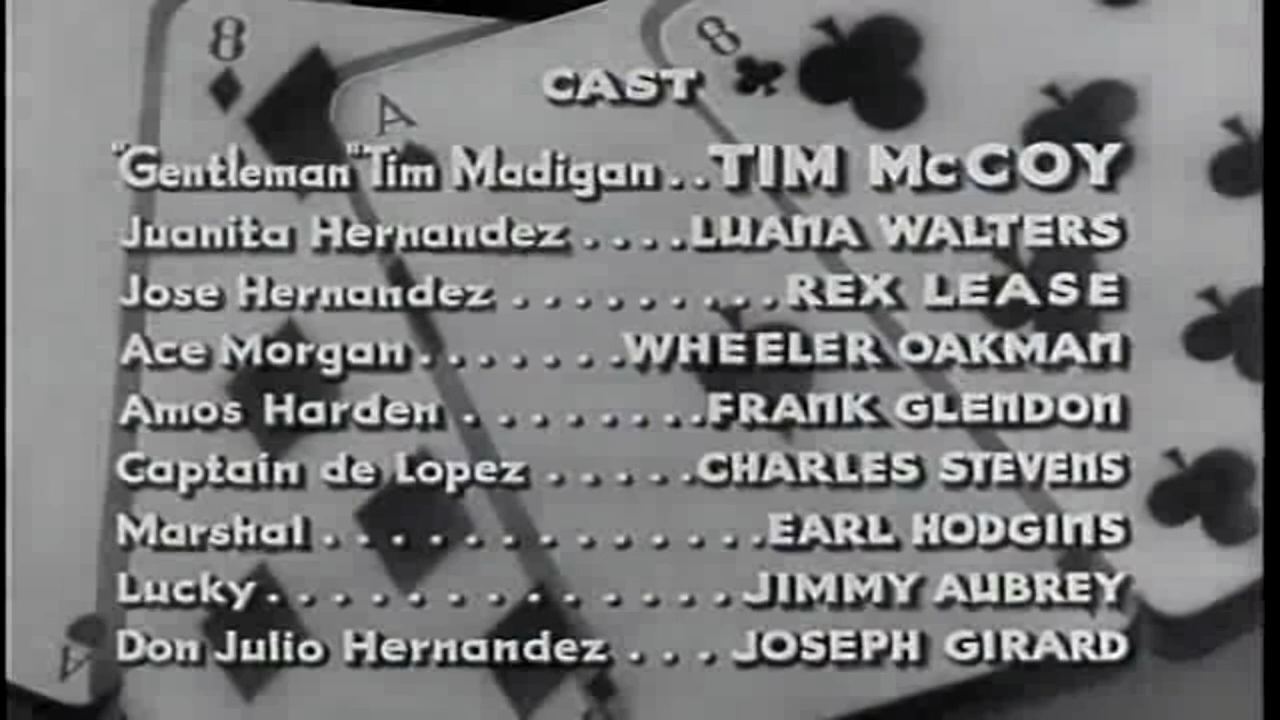 8
A
8
CAST
"Gentleman" Tim Madigan..TIM McCOY
Juanita Hernandez....LUANA WALTERS
Jose Hernandez.........REX LEASE
Ace Morgan.......WHEELER OAKMAN
Amos Harden........FRANK GLENDON
Captain de Lopez.....CHARLES STEVENS
Marshal.............EARL HODGINS
Lucky.............JIMMY AUBREY
Don Julio Hernandez...JOSEPH GIRARD
A